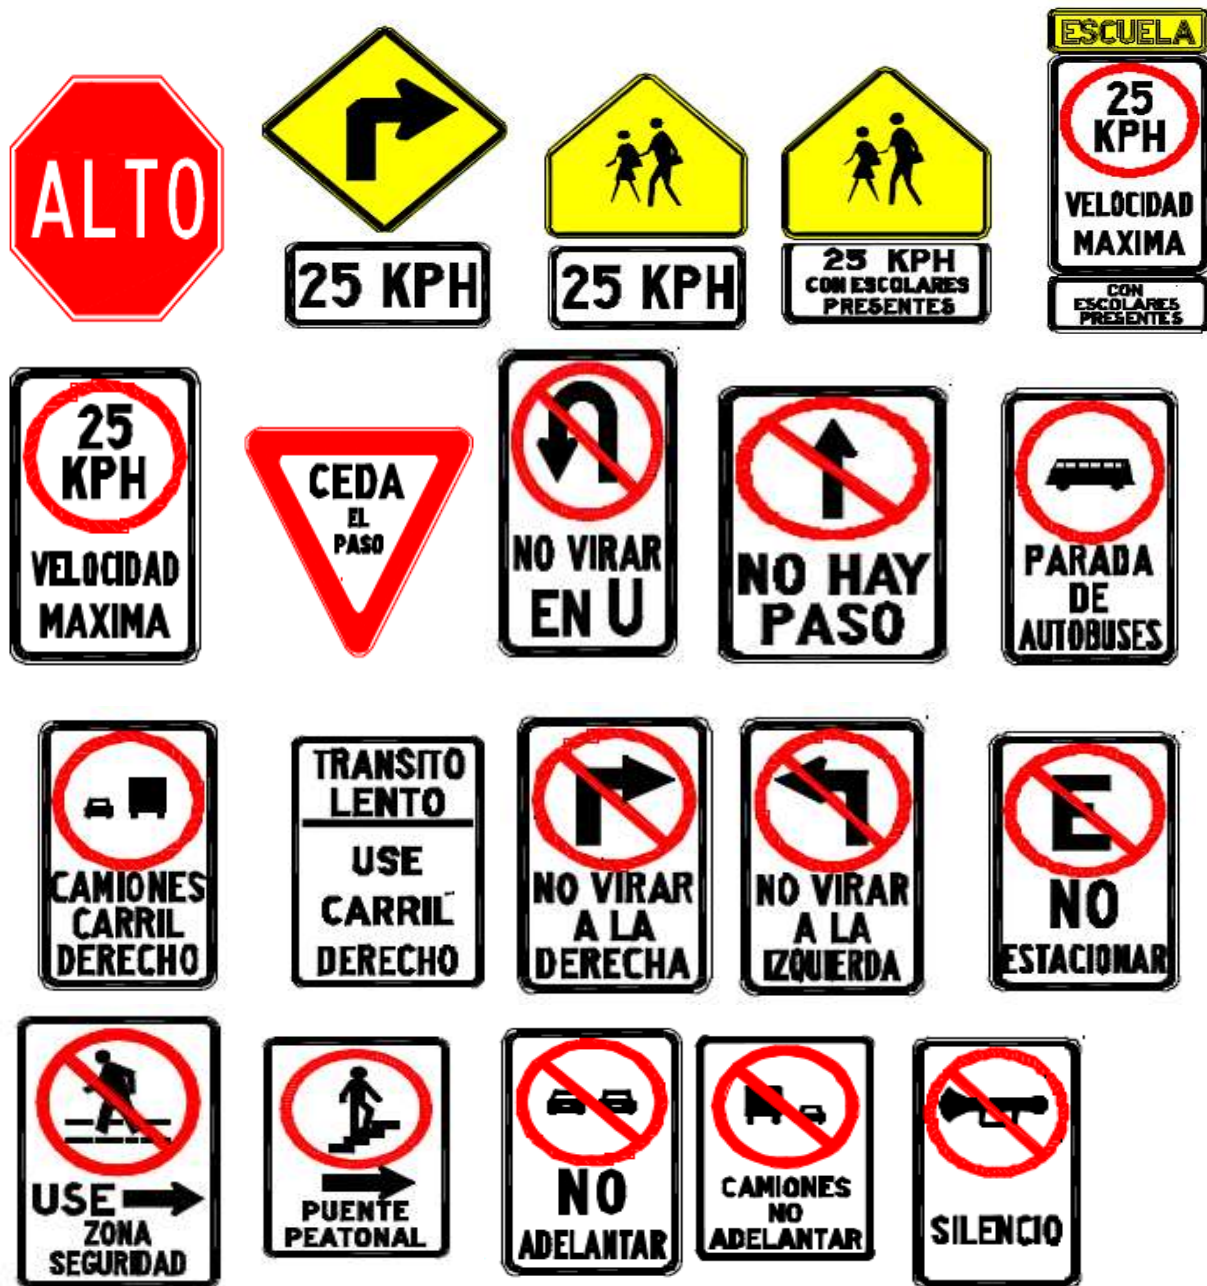 ALTO
25 KPH
25 KPH
25 KPH
CON ESCOLARES
PRESENTES
ESCUELA
25
KPH
VELOCIDAD
MAXIMA
CON
ESCOLARES
PRESENTES
25
KPH
VELOCIDAD
MAXIMA
CEDA
EL
PASO
NO VIRAR
EN U
NO HAY
PASO
PARADA
DE
AUTOBUSES
CAMIONES
CARRIL
DERECHO
TRANSITO
LENTO
USE
CARRIL
DERECHO
NO VIRAR
A LA
DERECHA
NO VIRAR
A LA
IZQUIERDA
E
NO
ESTACIONAR
USE
ZONA
SEGURIDAD
PUENTE
PEATONAL
NO
ADELANTAR
CAMIONES
NO
ADELANTAR
SILENCIO